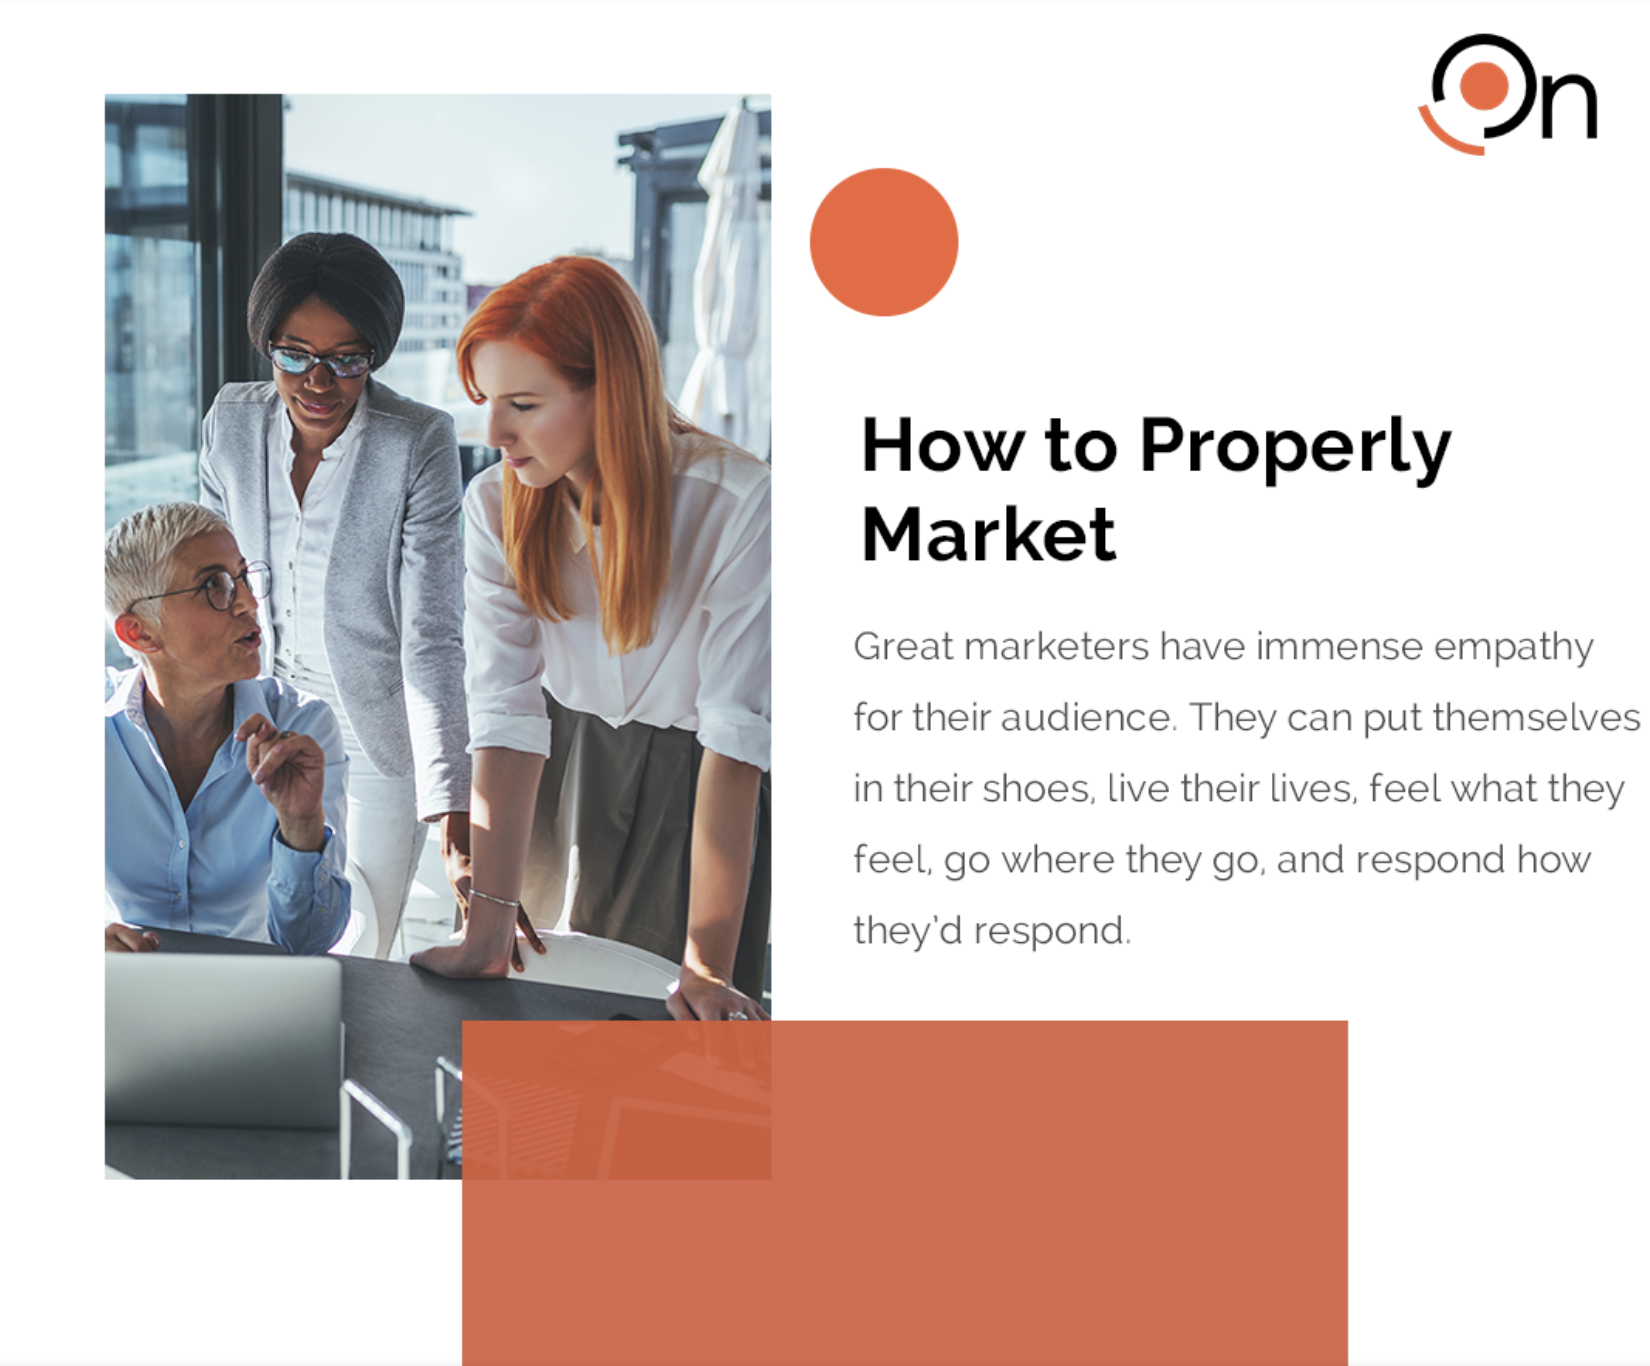 On
How to Properly
Market
Great marketers have immense empathy
for their audience. They can put themselves
in their shoes, live their lives, feel what they
feel, go where they go, and respond how
they’d respond.